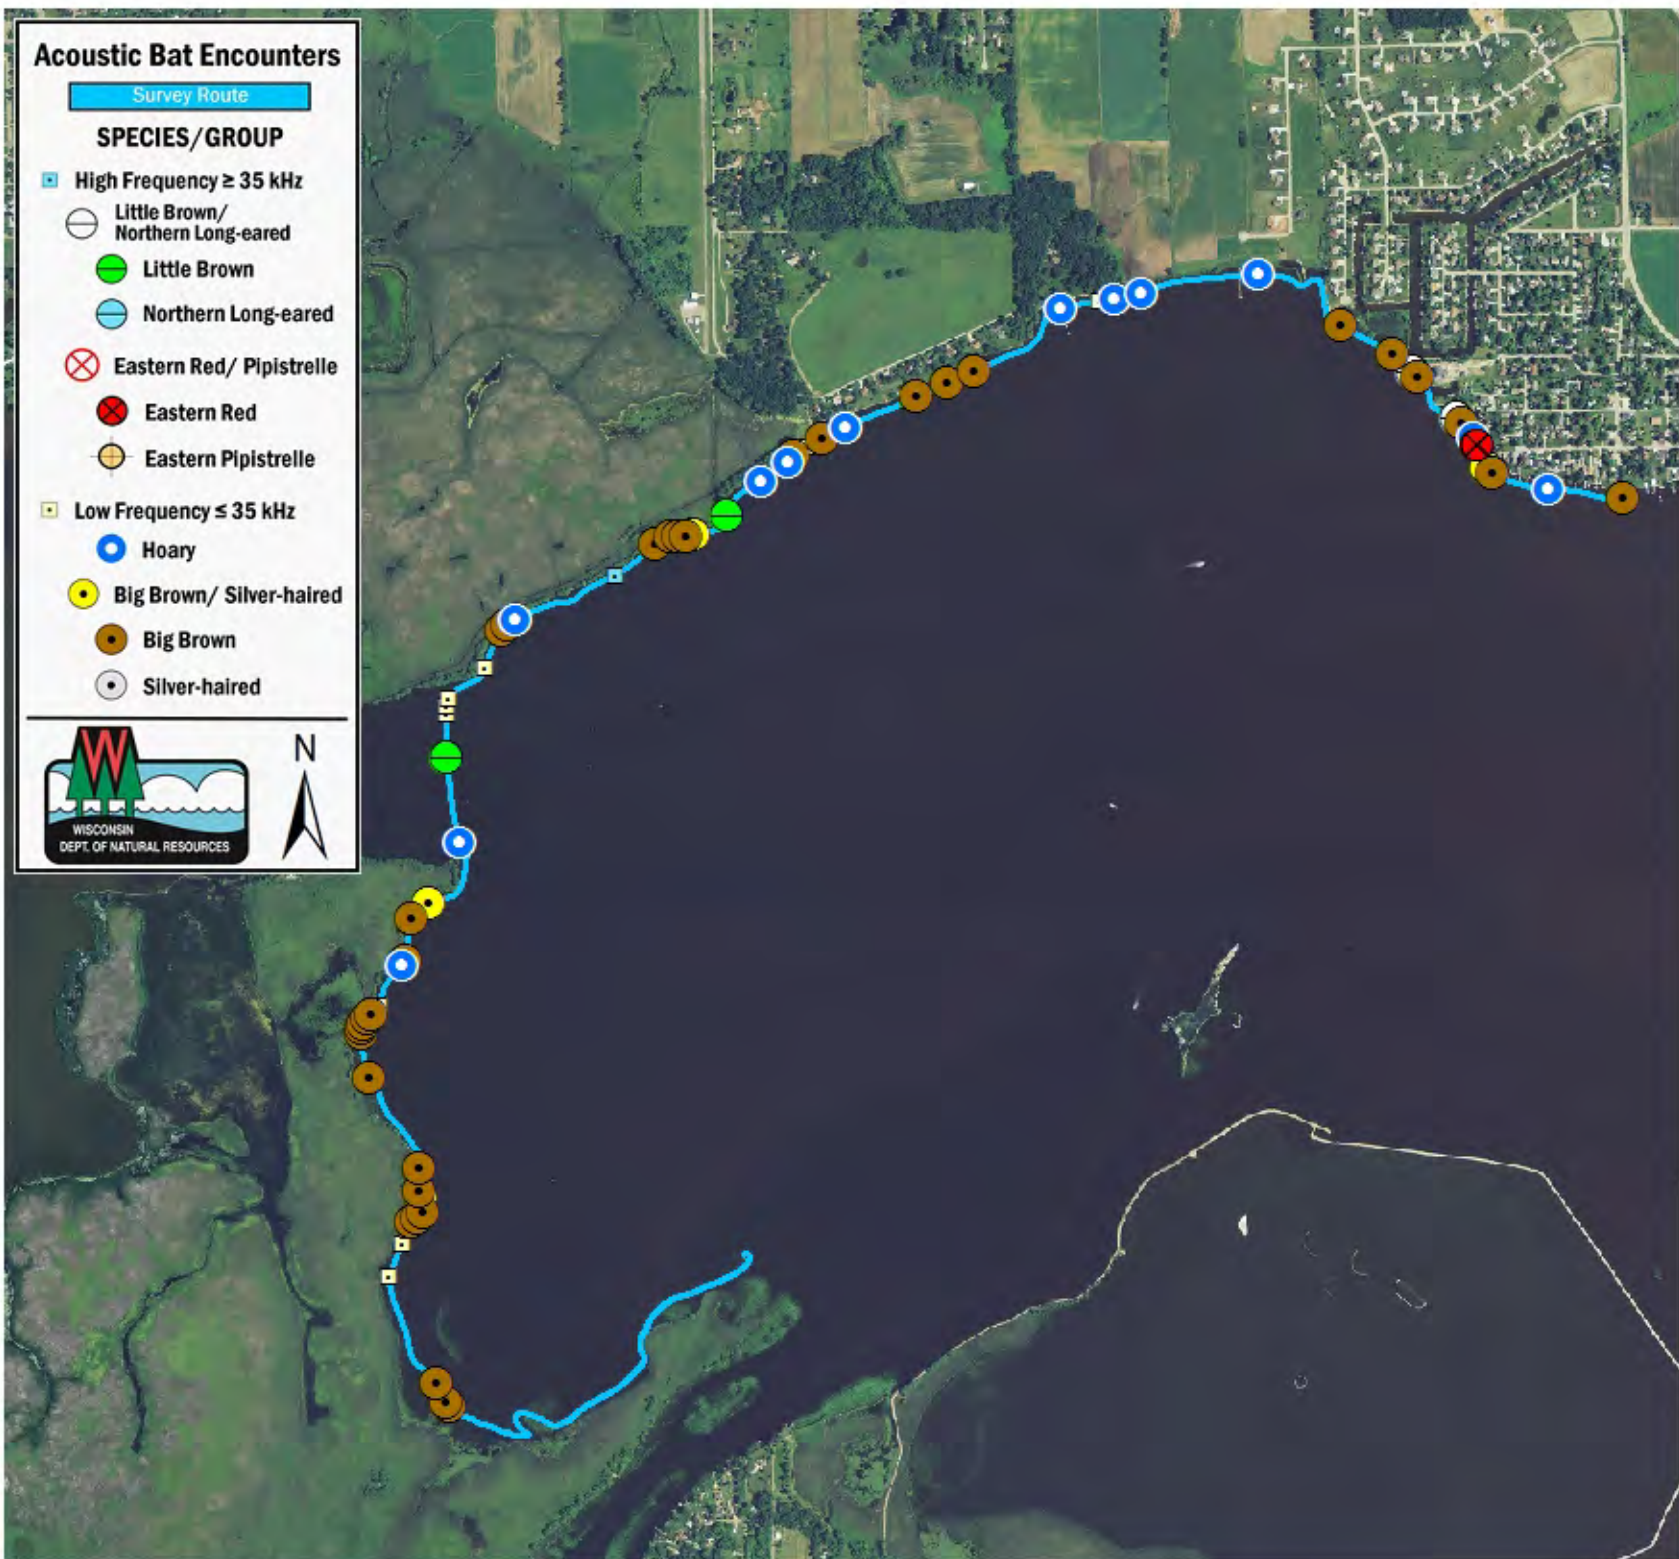 Acoustic Bat Encounters
Survey Route
SPECIES/GROUP
High Frequency ≥ 35 kHz
Little Brown/
Northern Long-eared
Little Brown
Northern Long-eared
Eastern Red/ Pipistrelle
Eastern Red
Eastern Pipistrelle
Low Frequency ≤ 35 kHz
Hoary
Big Brown/ Silver-haired
Big Brown
Silver-haired
N
W
WISCONSIN
DEPT. OF NATURAL RESOURCES